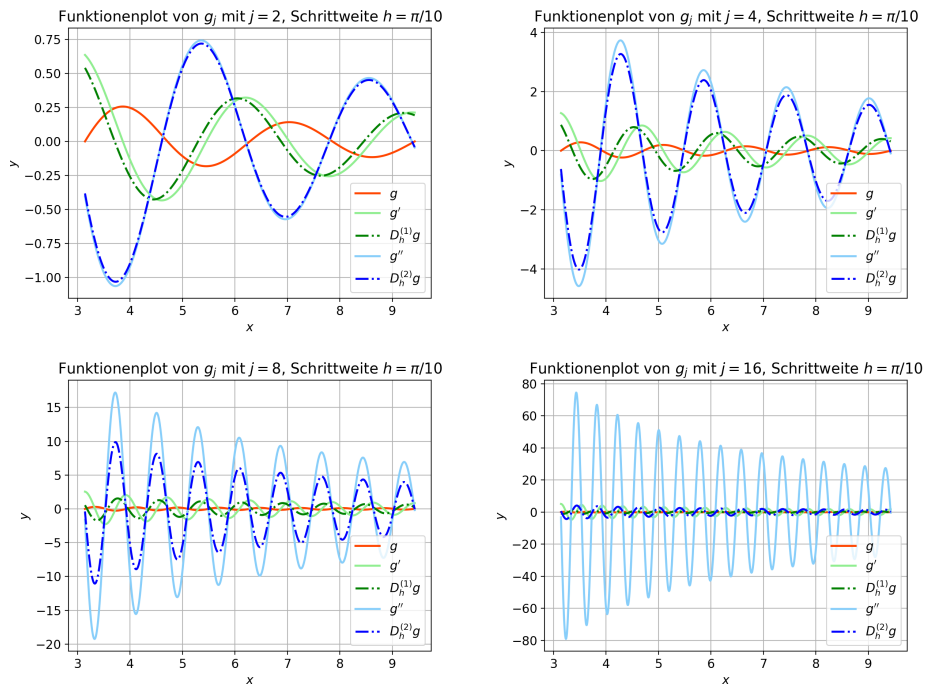 Funktionenplot von $g_j$ mit $j = 2$, Schrittweite $h = \pi/10$
0.75
0.50
0.25
0.00
−0.25
−0.50
−0.75
−1.00
y
3 4 5 6 7 8 9
x
g
g′
$D_h^{(1)}g$
g′′
$D_h^{(2)}g$
Funktionenplot von $g_j$ mit $j = 4$, Schrittweite $h = \pi/10$
4
2
0
−2
−4
y
3 4 5 6 7 8 9
x
g
g′
$D_h^{(1)}g$
g′′
$D_h^{(2)}g$
Funktionenplot von $g_j$ mit $j = 8$, Schrittweite $h = \pi/10$
15
10
5
0
−5
−10
−15
−20
y
3 4 5 6 7 8 9
x
g
g′
$D_h^{(1)}g$
g′′
$D_h^{(2)}g$
Funktionenplot von $g_j$ mit $j = 16$, Schrittweite $h = \pi/10$
80
60
40
20
0
−20
−40
−60
−80
y
3 4 5 6 7 8 9
x
g
g′
$D_h^{(1)}g$
g′′
$D_h^{(2)}g$